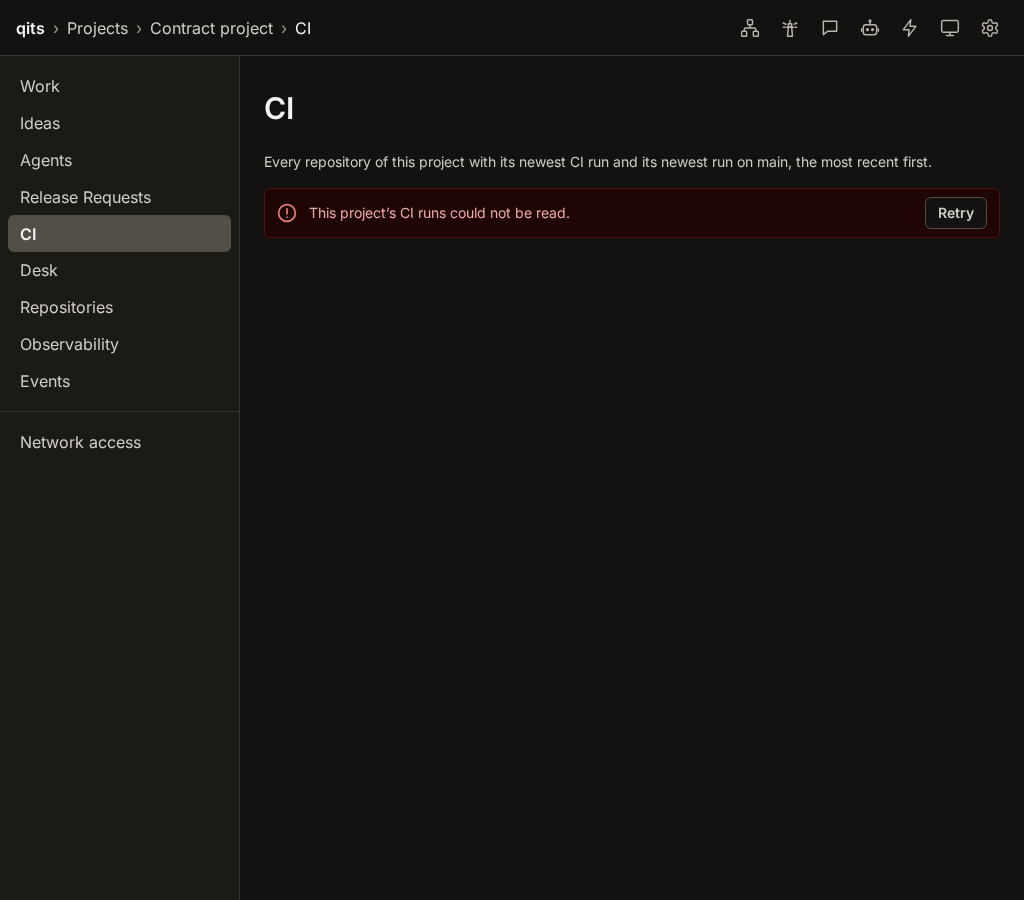 qits › Projects › Contract project › CI
Work
Ideas
Agents
Release Requests
CI
Desk
Repositories
Observability
Events
Network access
CI
Every repository of this project with its newest CI run and its newest run on main, the most recent first.
This project’s CI runs could not be read.
Retry